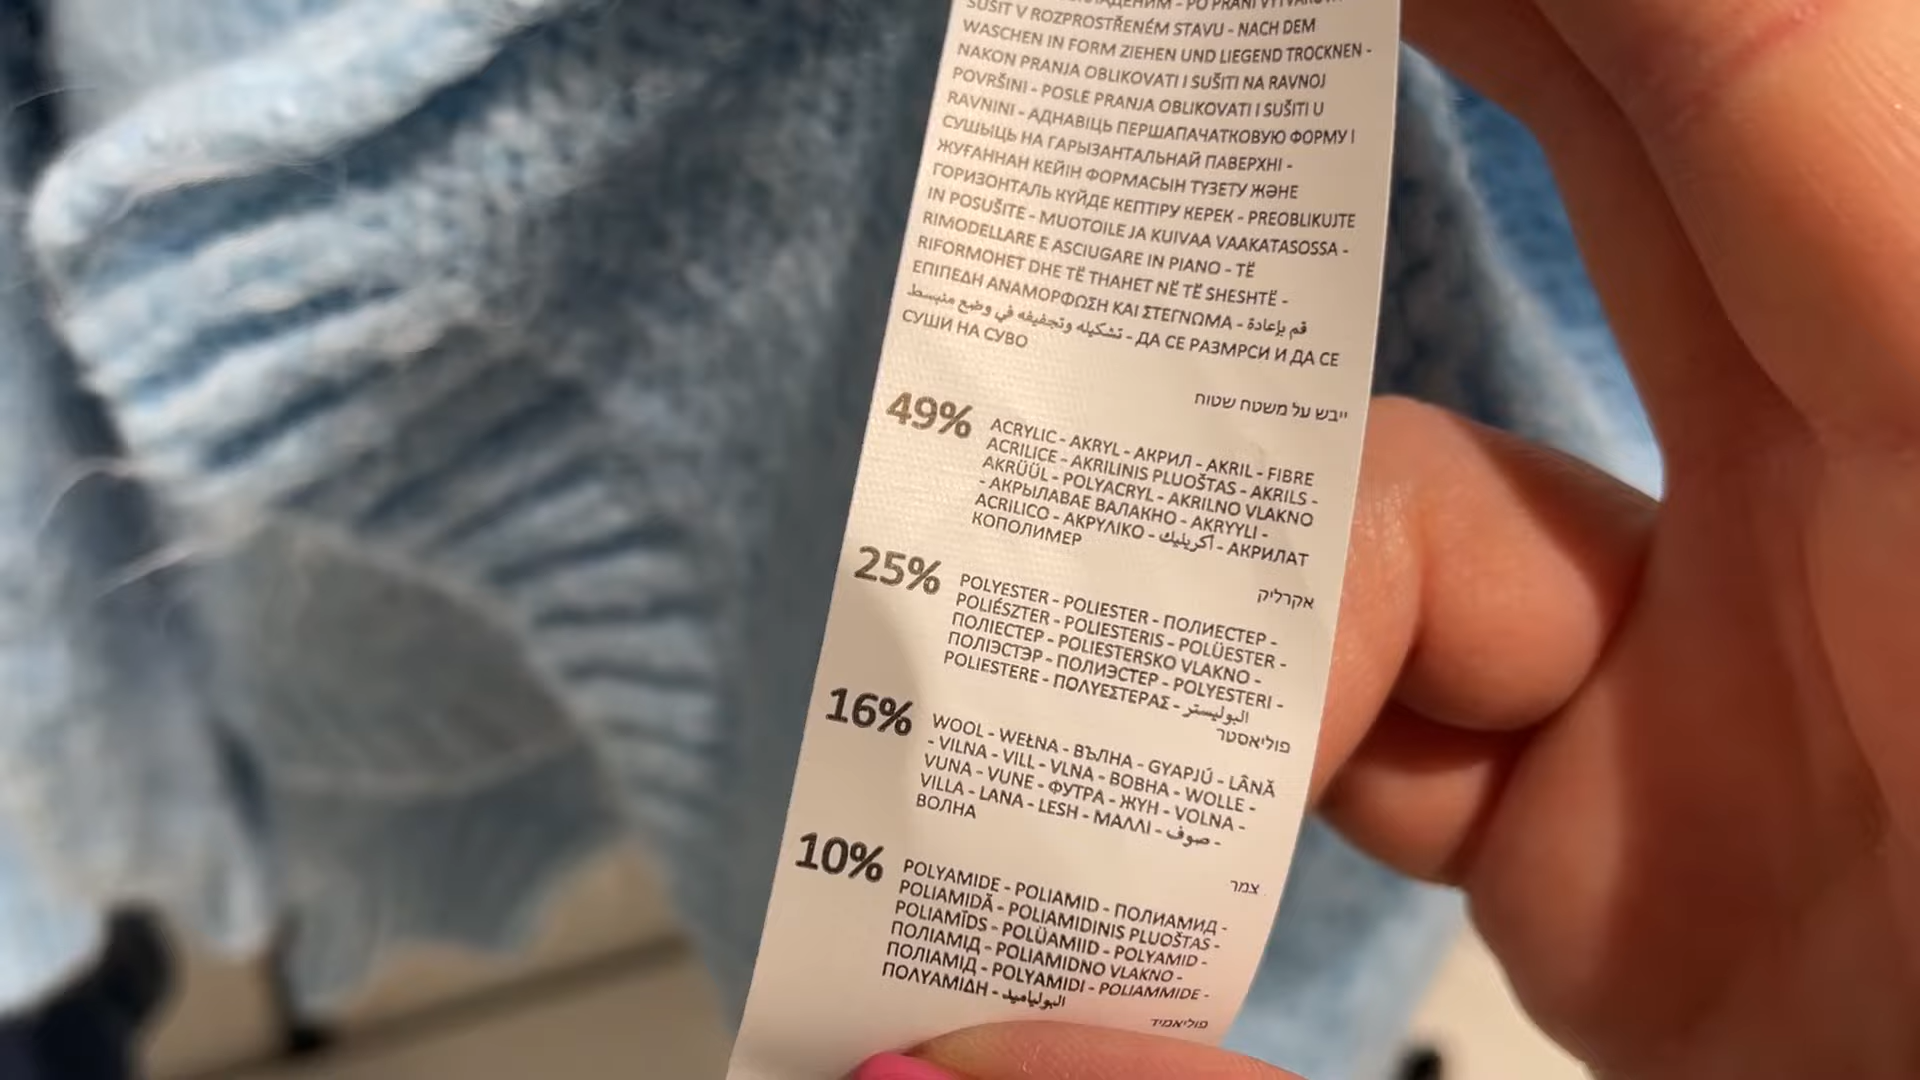 SUŠIT V ROZPROSTŘENÉM STAVU - NACH DEM
WASCHEN IN FORM ZIEHEN UND LIEGEND TROCKNEN -
NAKON PRANJA OBLIKOVATI I SUŠITI NA RAVNOJ
POVRŠINI - POSLE PRANJA OBLIKOVATI I SUŠITI U
RAVNINI - АДНАВІЦЬ ПЕРШАПАЧАТКОВУЮ ФОРМУ І
СУШЫЦЬ НА ГАРЫЗАНТАЛЬНАЙ ПАВЕРХНІ -
ЖУҒАННАН КЕЙІН ФОРМАСЫН ТҮЗЕТУ ЖӘНЕ
ГОРИЗОНТАЛЬ КҮЙДЕ КЕПТІРУ КЕРЕК - PREOBLIKUJTE
IN POSUŠITE - MUOTOILE JA KUIVAA VAAKATASOSSA -
RIMODELLARE E ASCIUGARE IN PIANO - TË
RIFORMOHET DHE TË THAHET NË TË SHESHTË -
ΕΠΙΠΕΔΗ ΑΝΑΜΟΡΦΩΣΗ ΚΑΙ ΣΤΕΓΝΩΜΑ - قم بإعادة
تشكيله وتجفيفه في وضع منبسط - ДА СЕ РАЗМРСИ И ДА СЕ
СУШИ НА СУВО
ייבש על משטח שטוח
49% ACRYLIC - AKRYL - АКРИЛ - AKRIL - FIBRE
ACRILICE - AKRILINIS PLUOŠTAS - AKRILS -
AKRÜÜL - POLYACRYL - AKRILNO VLAKNO
- АКРЫЛАВАЕ ВАЛАКНО - AKRYYLI -
ACRILICO - ΑΚΡΥΛΙΚΟ - أكريليك - АКРИЛАТ
КОПОЛИМЕР
אקרליק
25% POLYESTER - POLIESTER - ПОЛИЕСТЕР -
POLIÉSZTER - POLIESTERIS - POLÜESTER -
ПОЛІЕСТЕР - POLIESTERSKO VLAKNO -
ПОЛІЭСТЭР - ПОЛИЭСТЕР - POLYESTERI -
POLIESTERE - ΠΟΛΥΕΣΤΕΡΑΣ - البوليستر
פוליאסטר
16% WOOL - WEŁNA - ВЪЛНА - GYAPJÚ - LÂNĂ
- VILNA - VILL - VLNA - ВОВНА - WOLLE -
VUNA - VUNE - ФУТРА - ЖҮН - VOLNA -
VILLA - LANA - LESH - ΜΑΛΛΙ - صوف -
ВОЛНА
צמר
10% POLYAMIDE - POLIAMID - ПОЛИАМИД -
POLIAMIDĂ - POLIAMIDINIS PLUOŠTAS -
POLIAMĪDS - POLÜAMIID - POLYAMID -
ПОЛІАМІД - POLIAMIDNO VLAKNO -
ПОЛІАМІД - POLYAMIDI - POLIAMMIDE -
ΠΟΛΥΑΜΙΔΗ - البولياميد
פוליאמיד